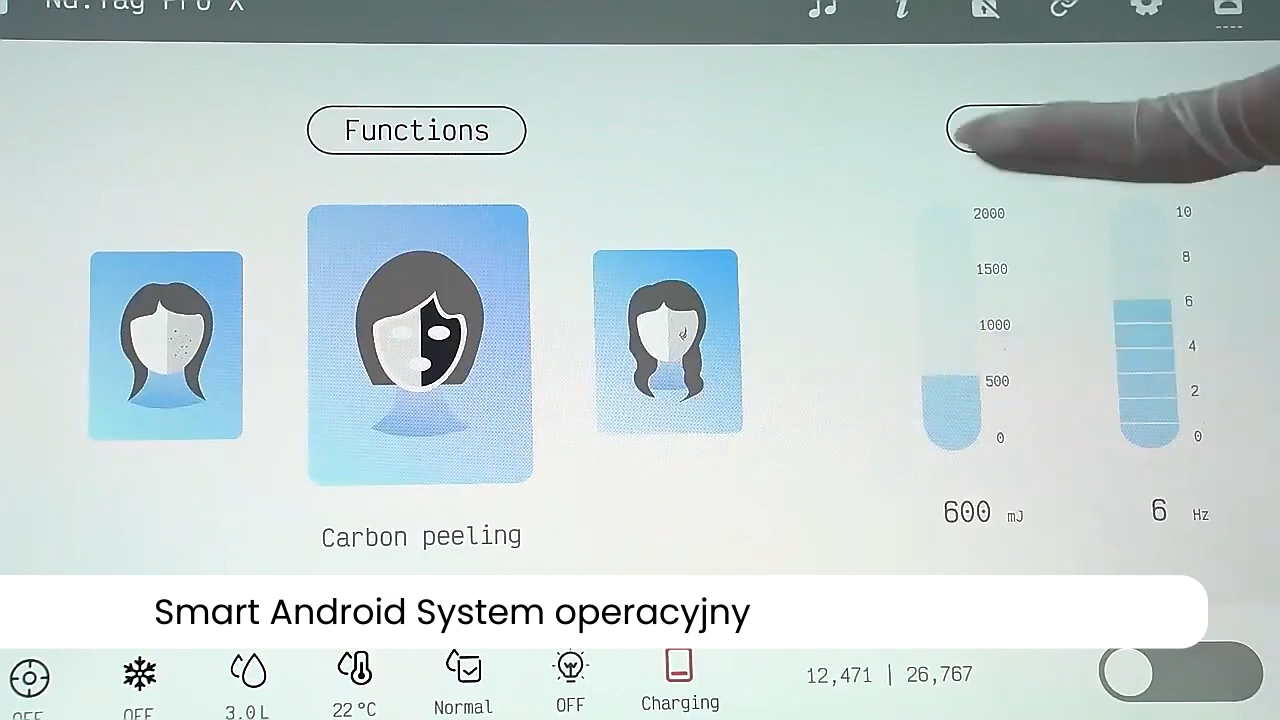 Functions
2000
1500
1000
500
0
10
8
6
4
2
0
600 mJ
6 Hz
Carbon peeling
Smart Android System operacyjny
OFF
OFF
3.0 L
22 °C
Normal
OFF
Charging
12,471 | 26,767